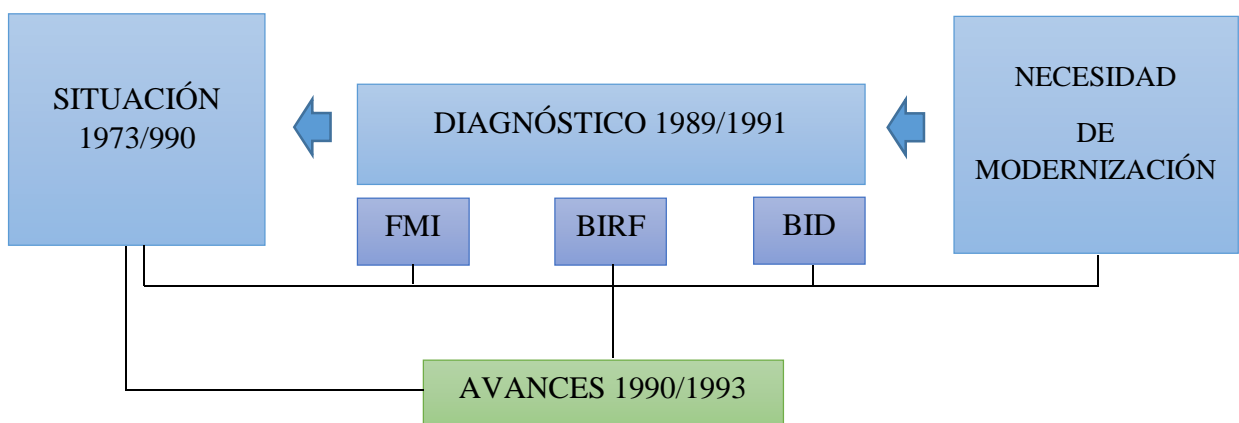 SITUACIÓN
1973/990
DIAGNÓSTICO 1989/1991
NECESIDAD
DE
MODERNIZACIÓN
FMI
BIRF
BID
AVANCES 1990/1993